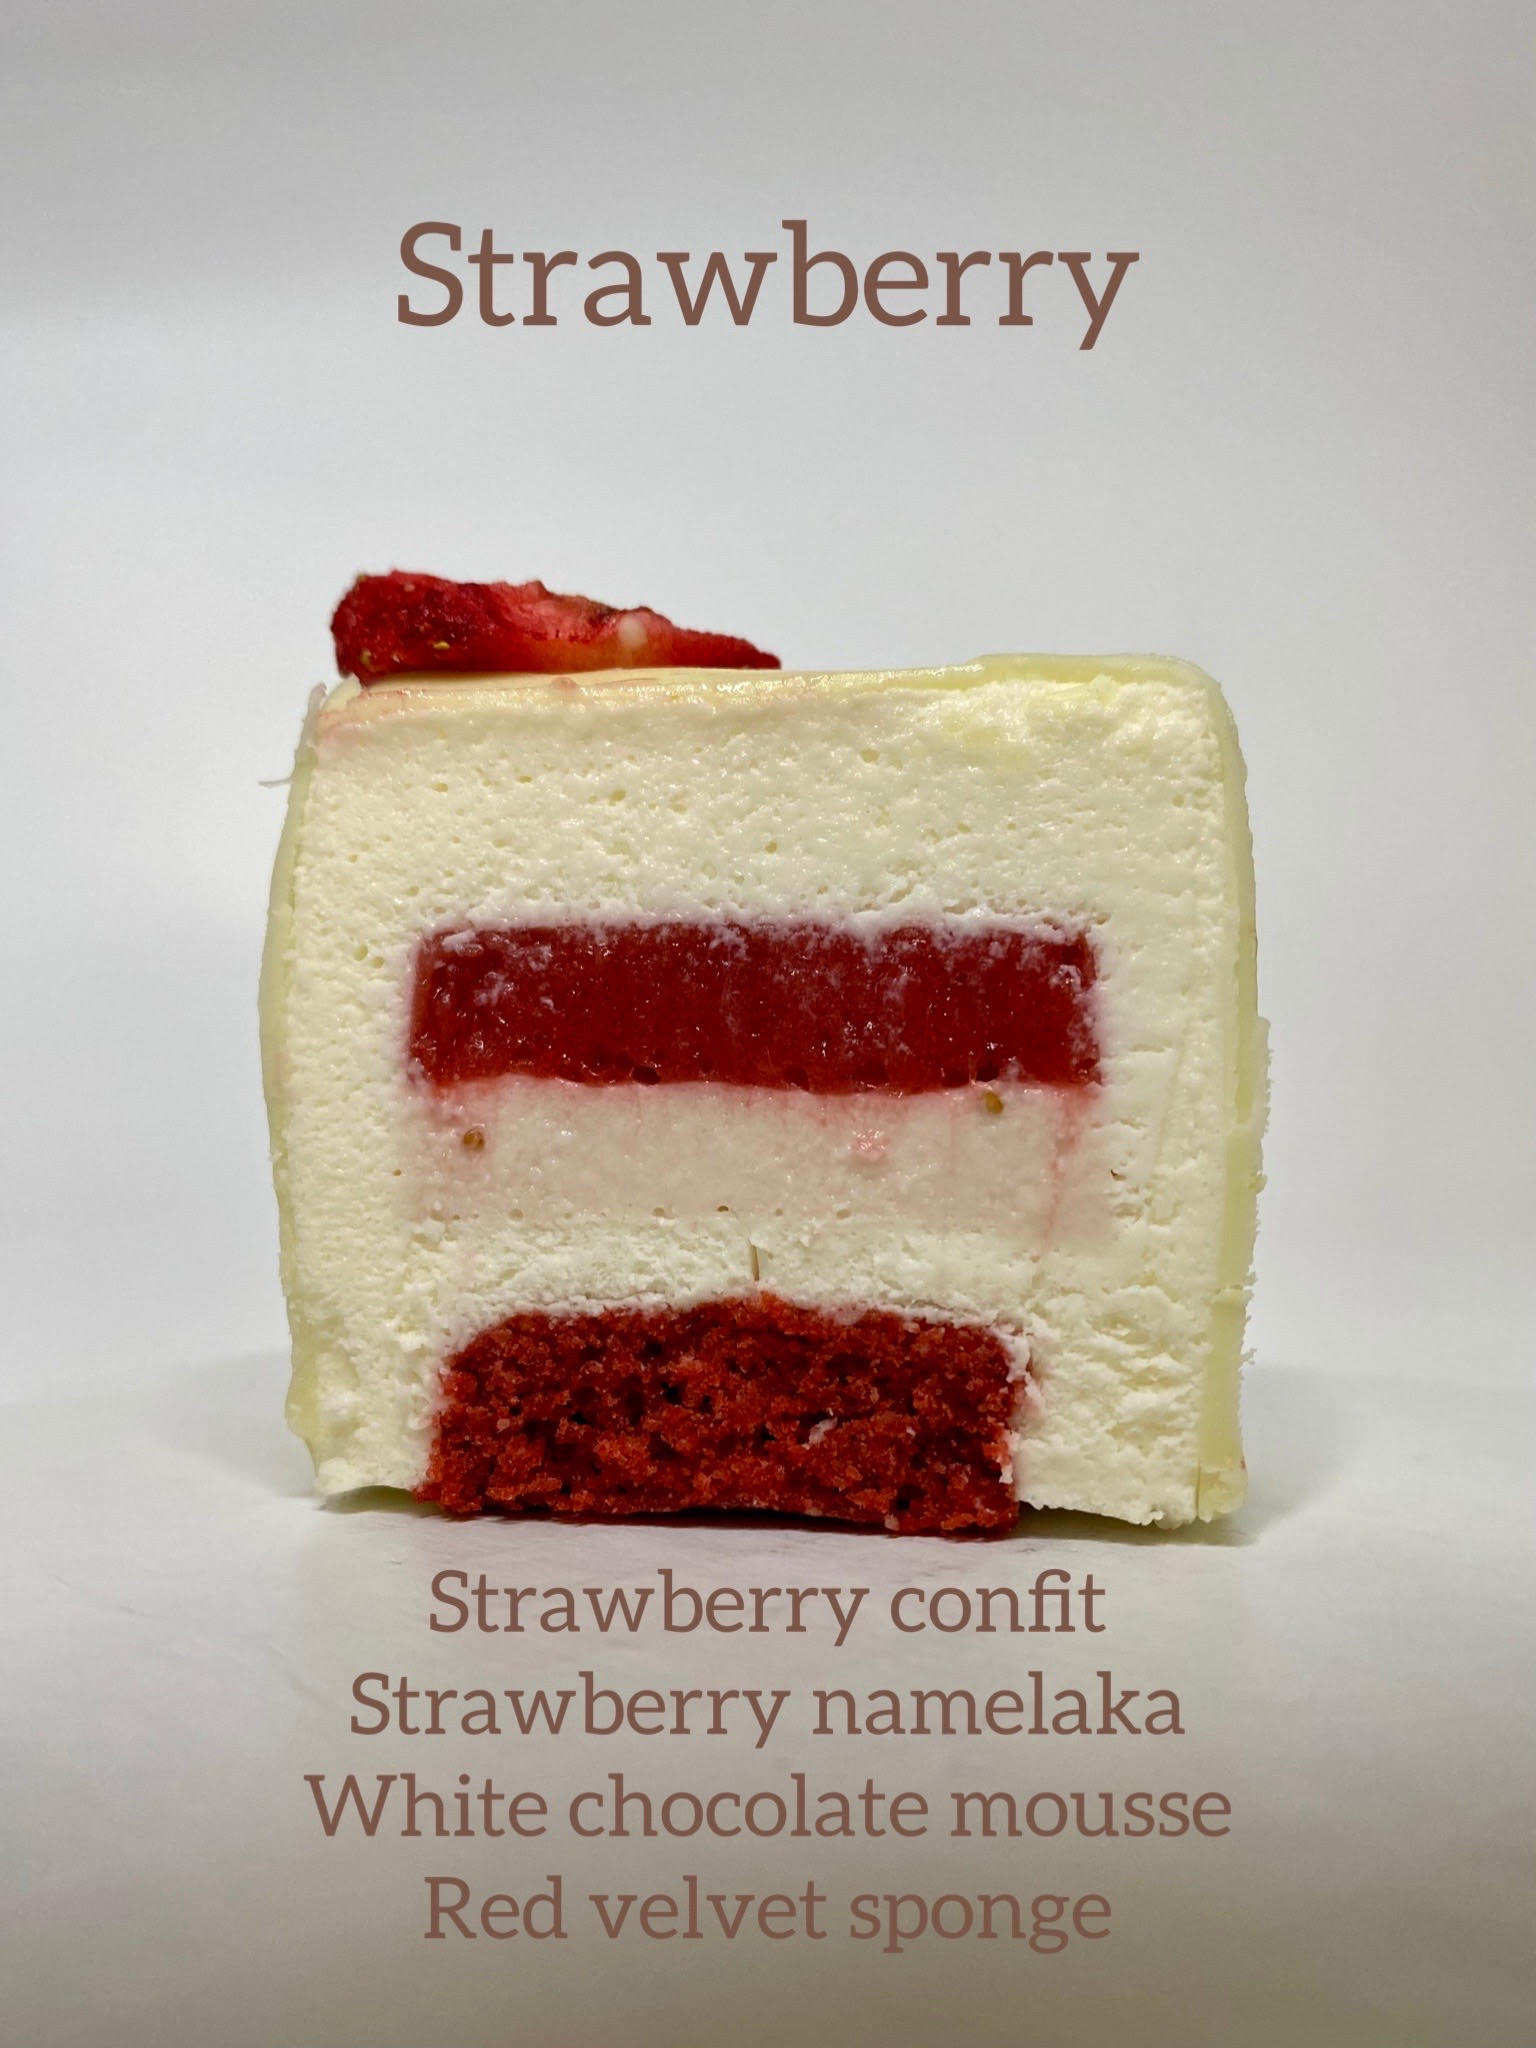 Strawberry
Strawberry confit
Strawberry namelaka
White chocolate mousse
Red velvet sponge